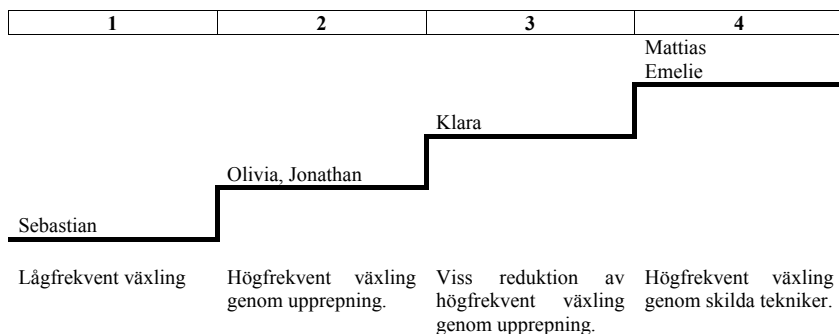 1 2 3 4
Mattias
Emelie
Klara
Olivia, Jonathan
Sebastian
Lågfrekvent växling
Högfrekvent växling
genom upprepning.
Viss reduktion av
högfrekvent växling
genom upprepning.
Högfrekvent växling
genom skilda tekniker.